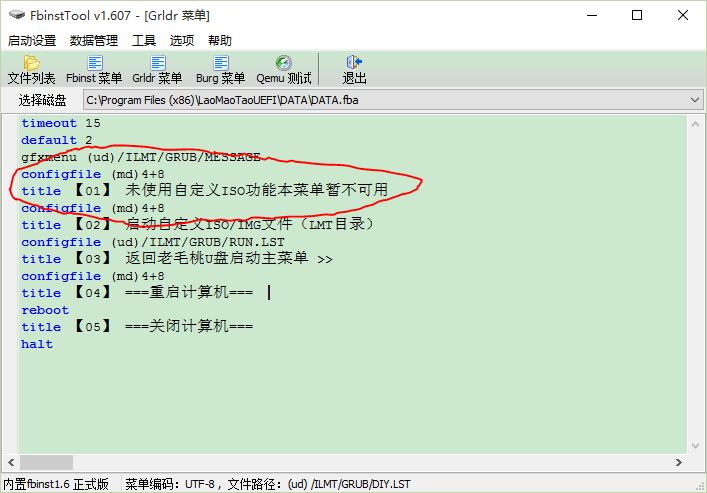 FbinstTool v1.607 - [Grldr 菜单]
启动设置 数据管理 工具 选项 帮助
文件列表 Fbinst 菜单 Grldr 菜单 Burg 菜单 Qemu 测试 退出
选择磁盘 C:\Program Files (x86)\LaoMaoTaoUEFI\DATA\DATA.fba
timeout 15
default 2
gfxmenu (ud)/ILMT/GRUB/MESSAGE
configfile (md)4+8
title 【01】 未使用自定义ISO功能本菜单暂不可用
configfile (md)4+8
title 【02】 启动自定义ISO/IMG文件（LMT目录）
configfile (ud)/ILMT/GRUB/RUN.LST
title 【03】 返回老毛桃U盘启动主菜单 >>
configfile (md)4+8
title 【04】 ===重启计算机===
reboot
title 【05】 ===关闭计算机===
halt
内置fbinst1.6 正式版 菜单编码：UTF-8 ，文件路径：(ud) /ILMT/GRUB/DIY.LST